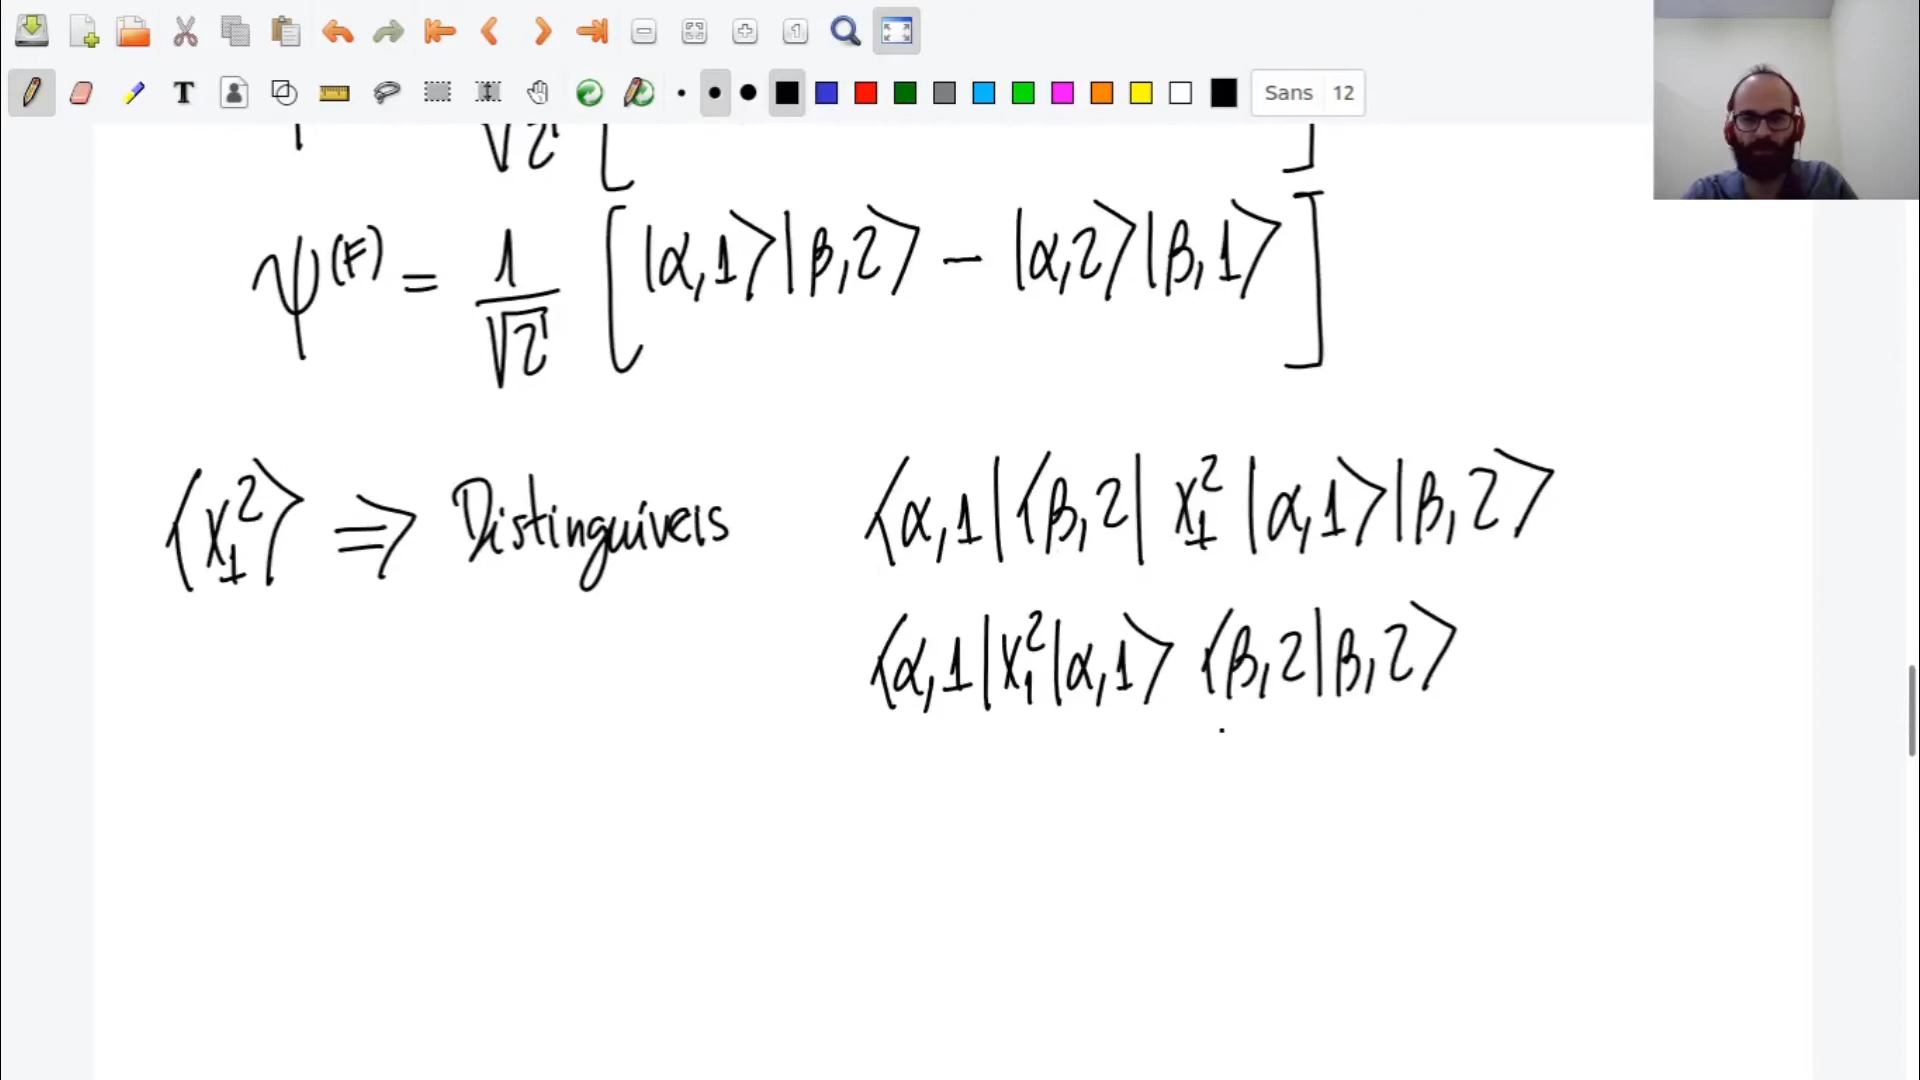 Sans 12
ψ^(F) = 1/√2 [ |α,1⟩|β,2⟩ − |α,2⟩|β,1⟩ ]
⟨x₁²⟩ ⇒ Distinguíveis ⟨α,1|⟨β,2| x₁² |α,1⟩|β,2⟩
⟨α,1|x₁²|α,1⟩ ⟨β,2|β,2⟩